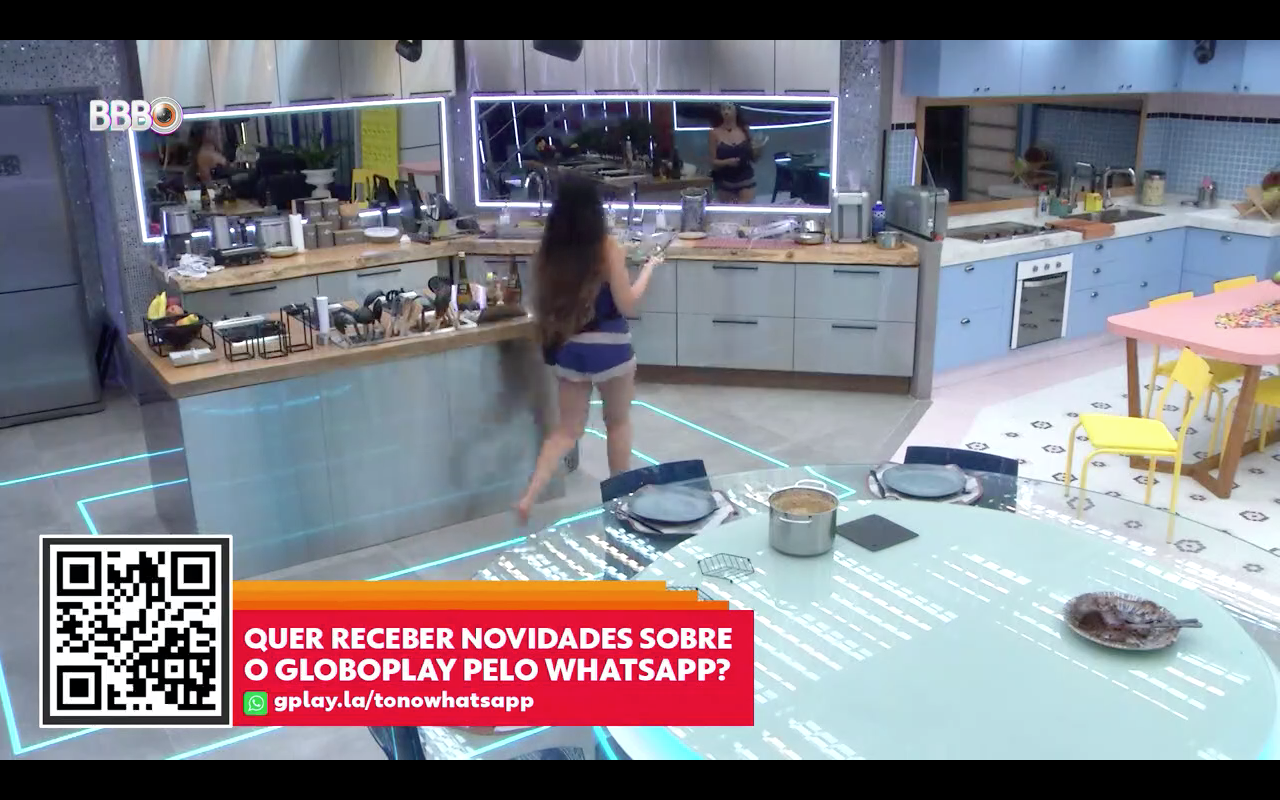 BBB
QUER RECEBER NOVIDADES SOBRE
O GLOBOPLAY PELO WHATSAPP?
gplay.la/tonowhatsapp